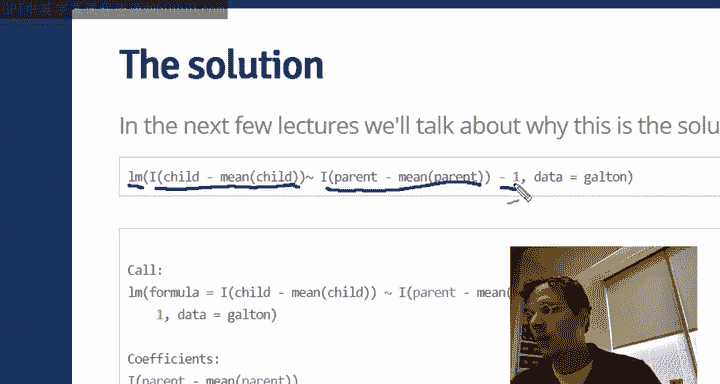 The solution
In the next few lectures we'll talk about why this is the solu
lm(I(child - mean(child))~ I(parent - mean(parent)) - 1, data = galton)
Call:
lm(formula = I(child - mean(child)) ~ I(parent - mean(
1, data = galton)
Coefficients:
I(parent - mean(parent))